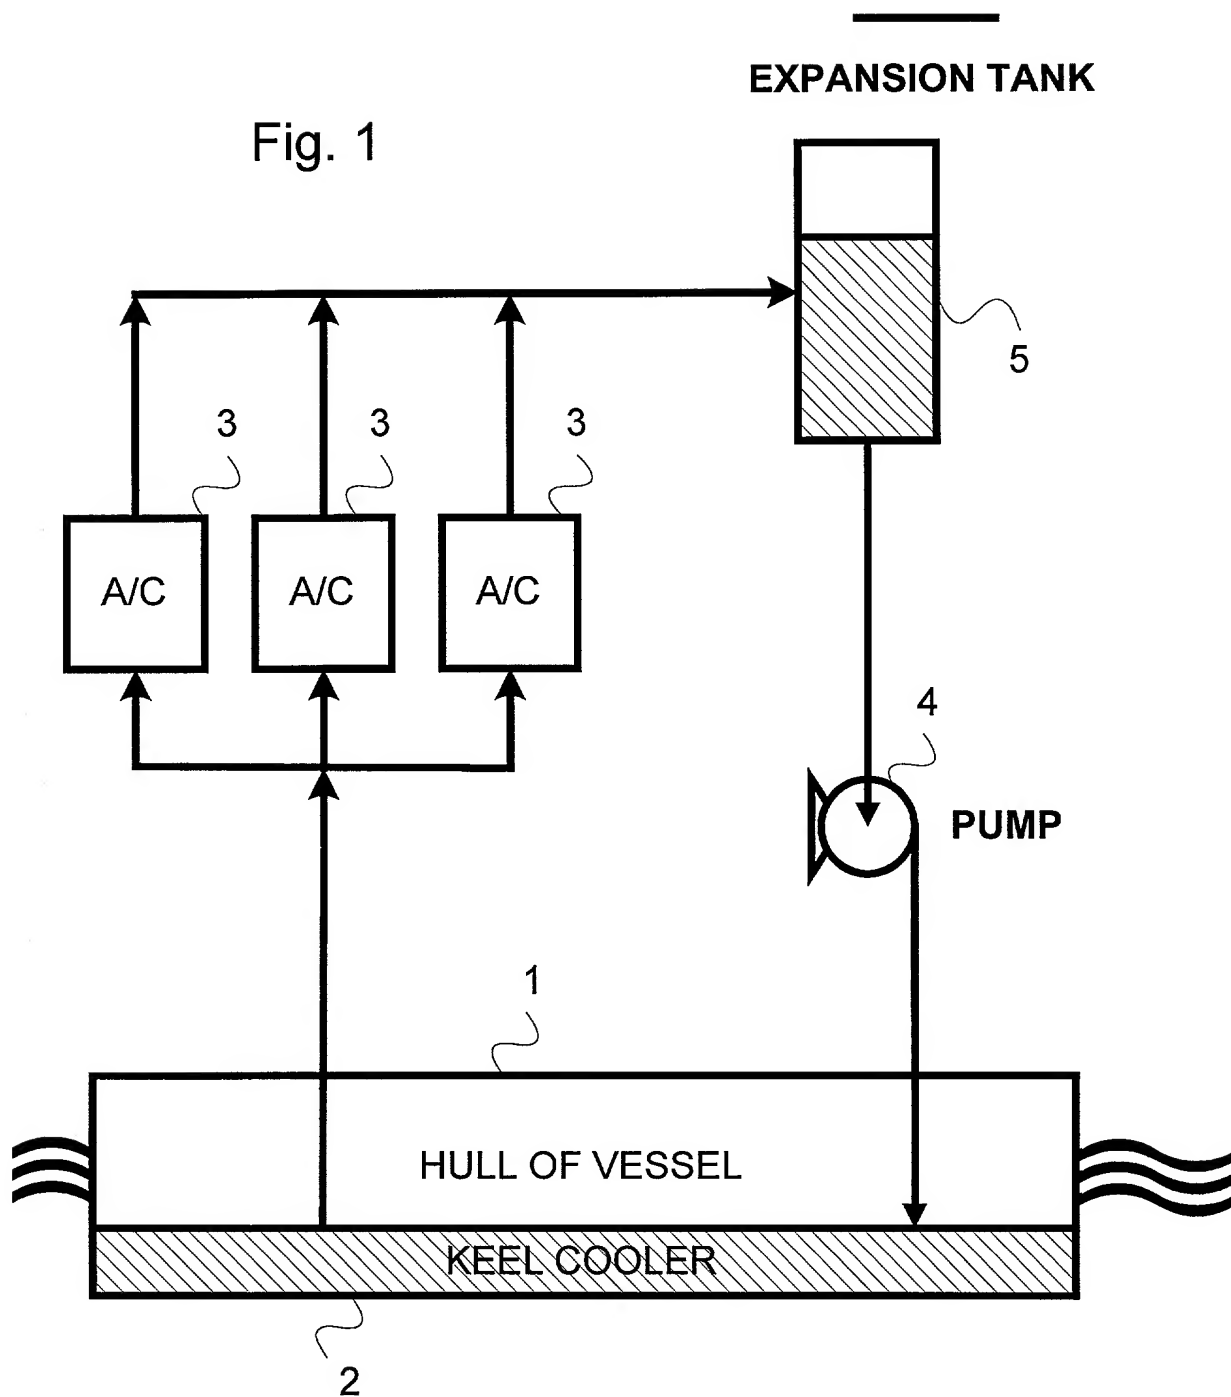 EXPANSION TANK
Fig. 1
5
3 3 3
A/C A/C A/C
4
PUMP
1
HULL OF VESSEL
KEEL COOLER
2